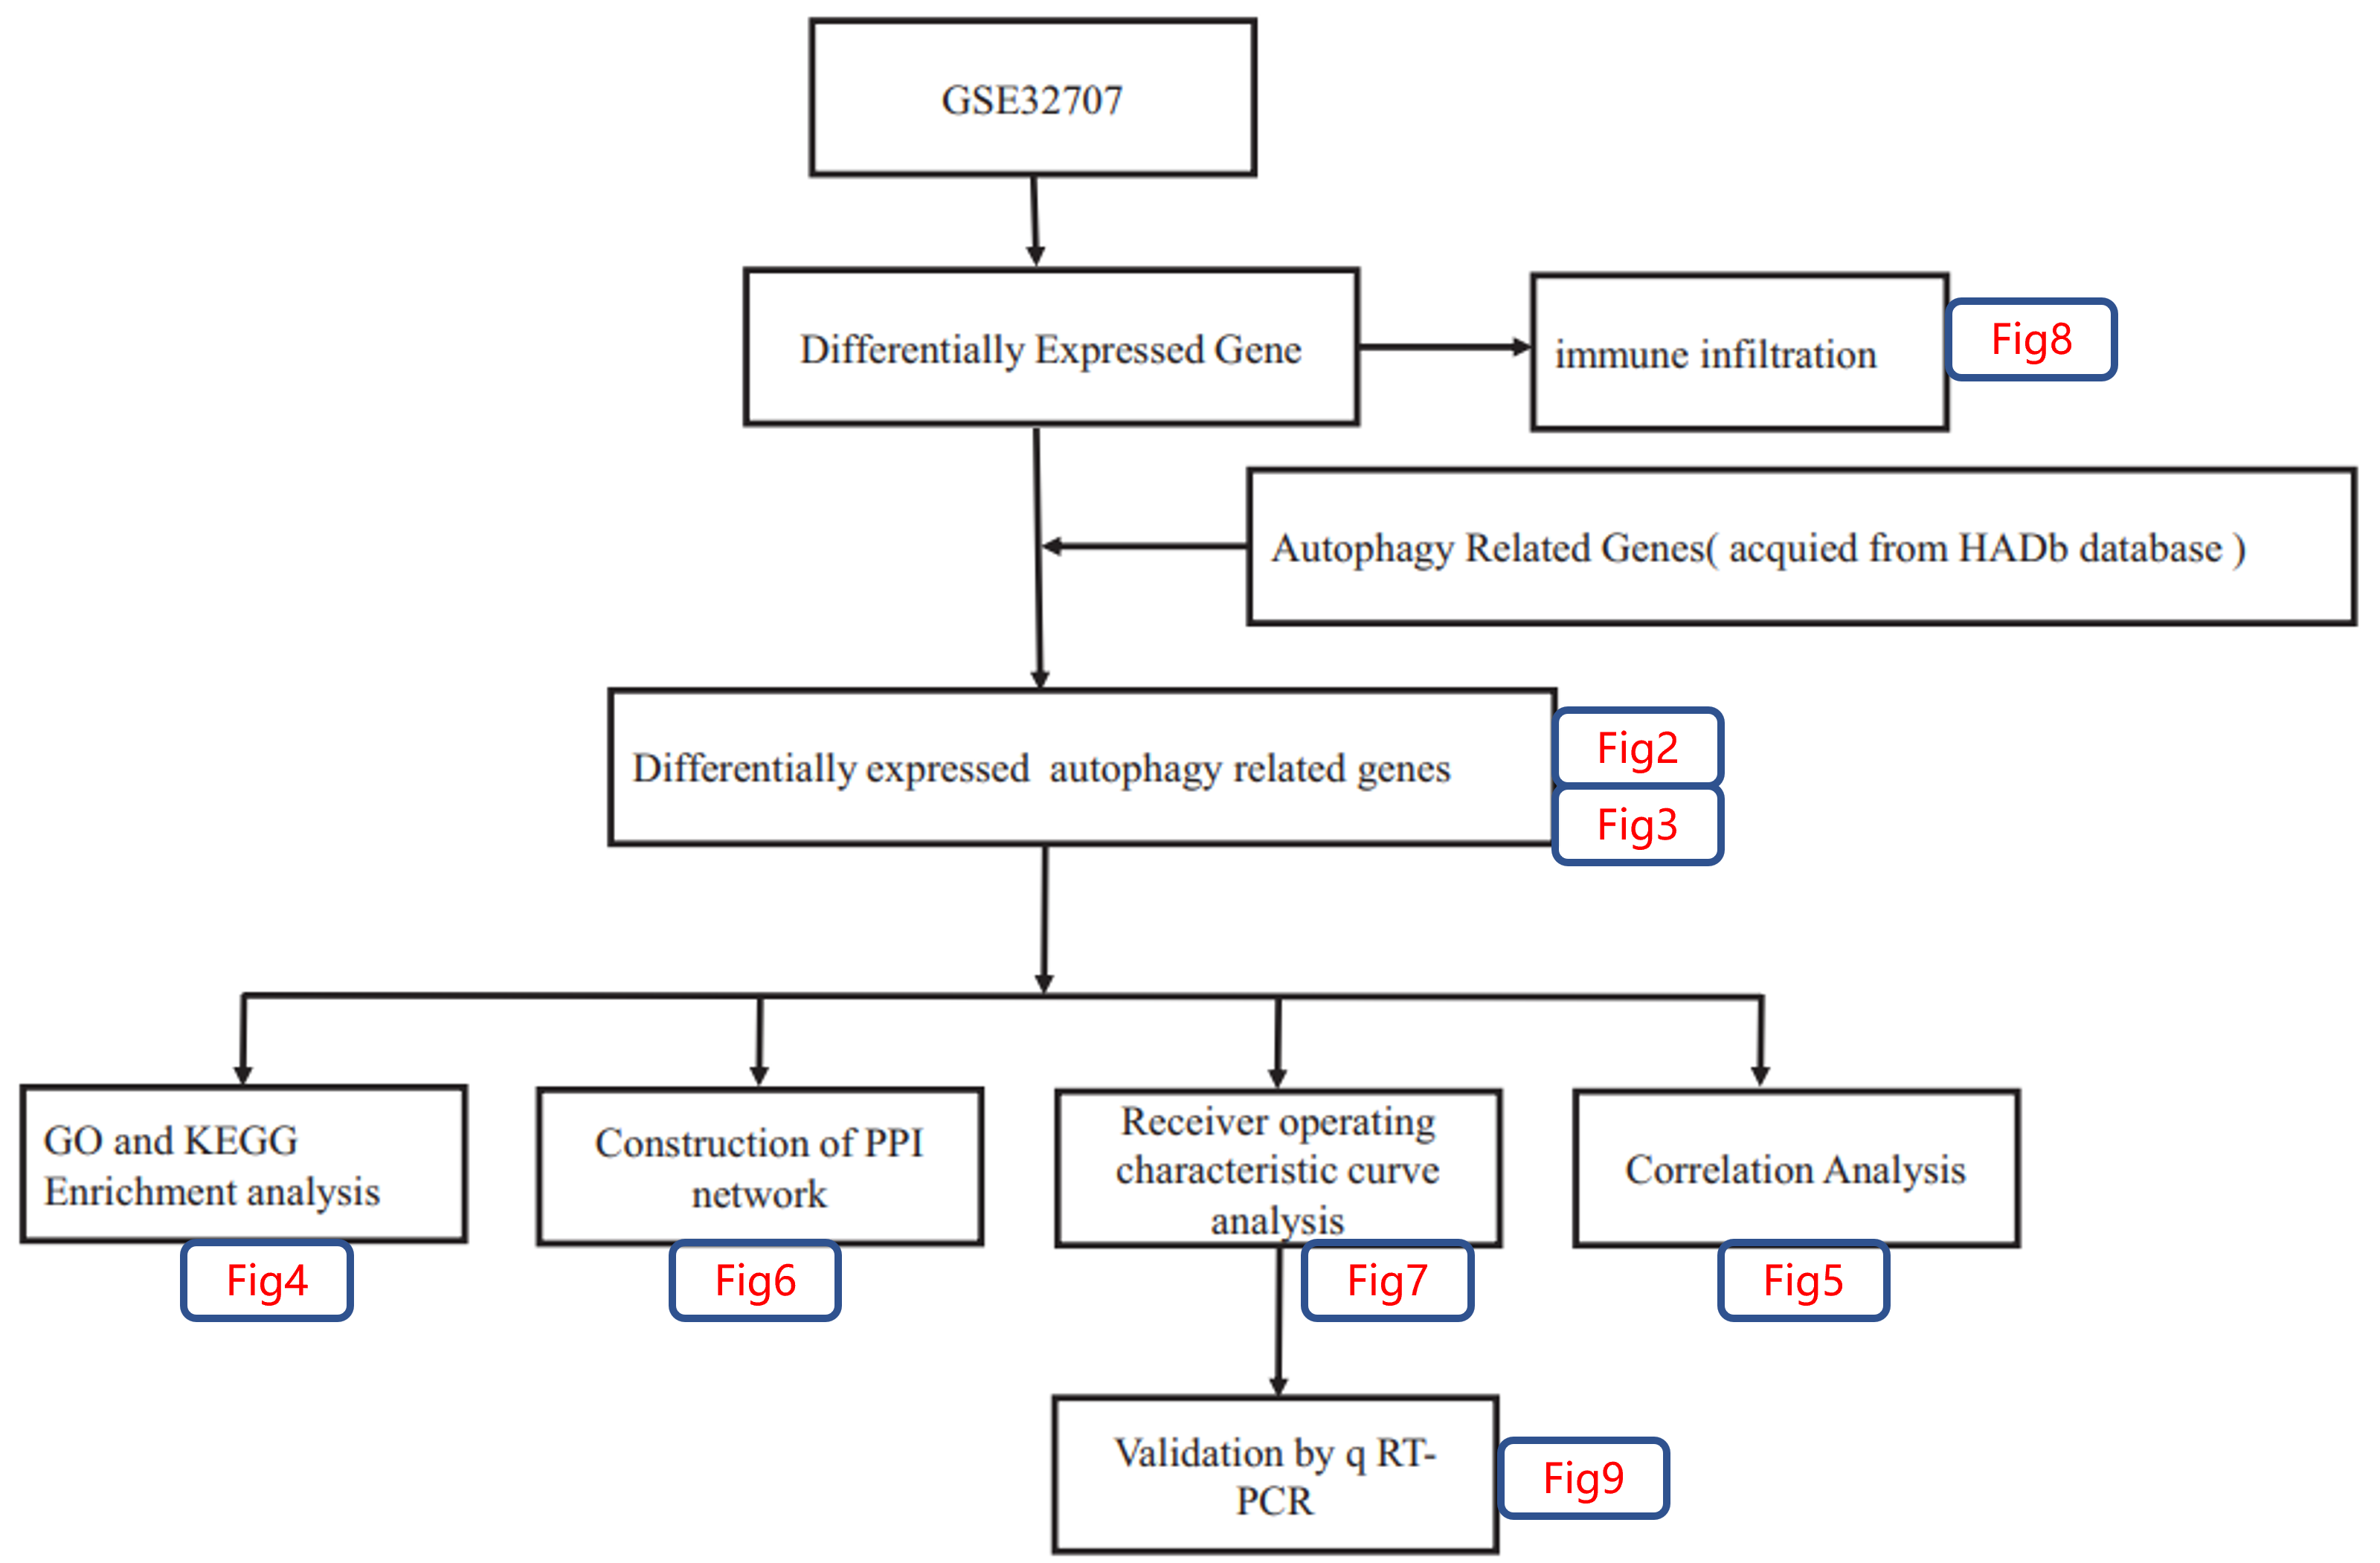 GSE32707
Differentially Expressed Gene
immune infiltration
Fig8
Autophagy Related Genes( acquied from HADb database )
Differentially expressed  autophagy related genes
Fig2
Fig3
GO and KEGG
Enrichment analysis
Fig4
Construction of PPI
network
Fig6
Receiver operating
characteristic curve
analysis
Fig7
Correlation Analysis
Fig5
Validation by q RT-
PCR
Fig9